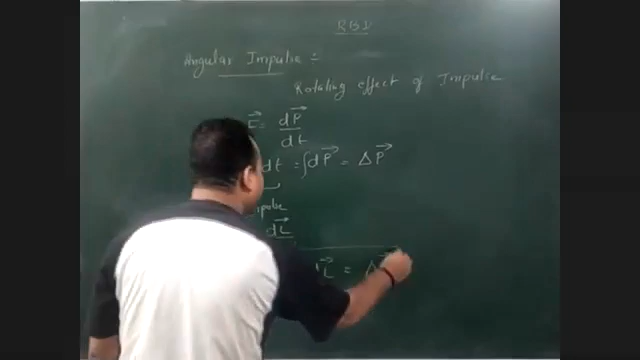 RBD
Angular Impulse :-
Rotating effect of Impulse
F⃗ = dP⃗/dt
dt = ∫dP⃗ = ΔP⃗
dL⃗
L⃗ = Δ